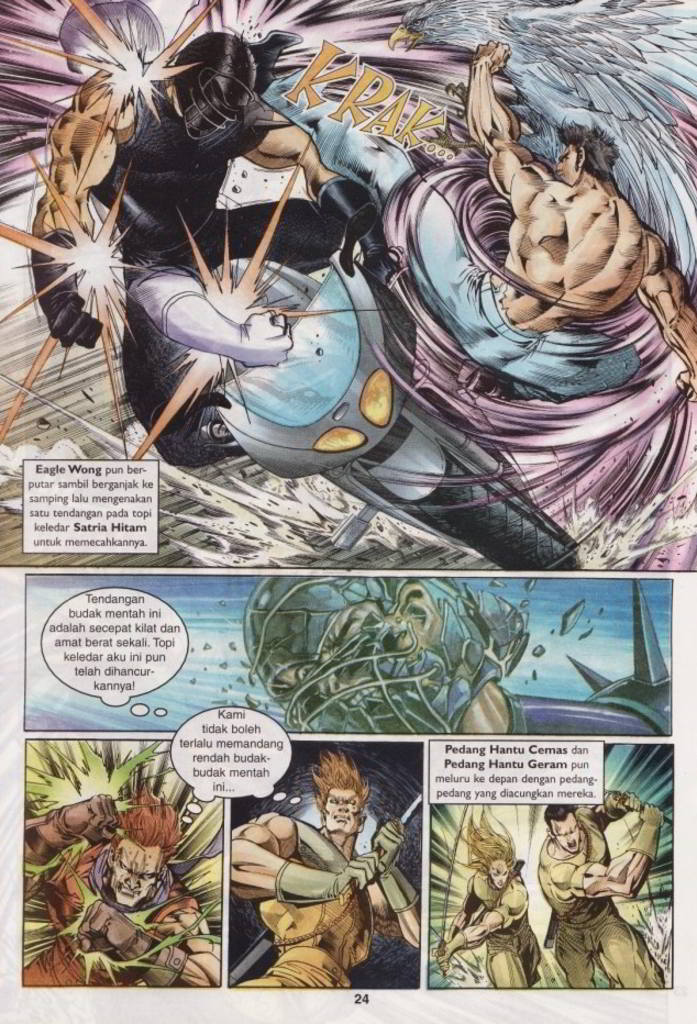 KRAK...
Eagle Wong pun ber-
putar sambil berganjak ke
samping lalu mengenakan
satu tendangan pada topi
keledar Satria Hitam
untuk memecahkannya.
Tendangan
budak mentah ini
adalah secepat kilat dan
amat berat sekali. Topi
keledar aku ini pun
telah dihancur-
kannya!
Kami
tidak boleh
terlalu memandang
rendah budak-
budak mentah
ini...
Pedang Hantu Cemas dan
Pedang Hantu Geram pun
meluru ke depan dengan pedang-
pedang yang diacungkan mereka.
24